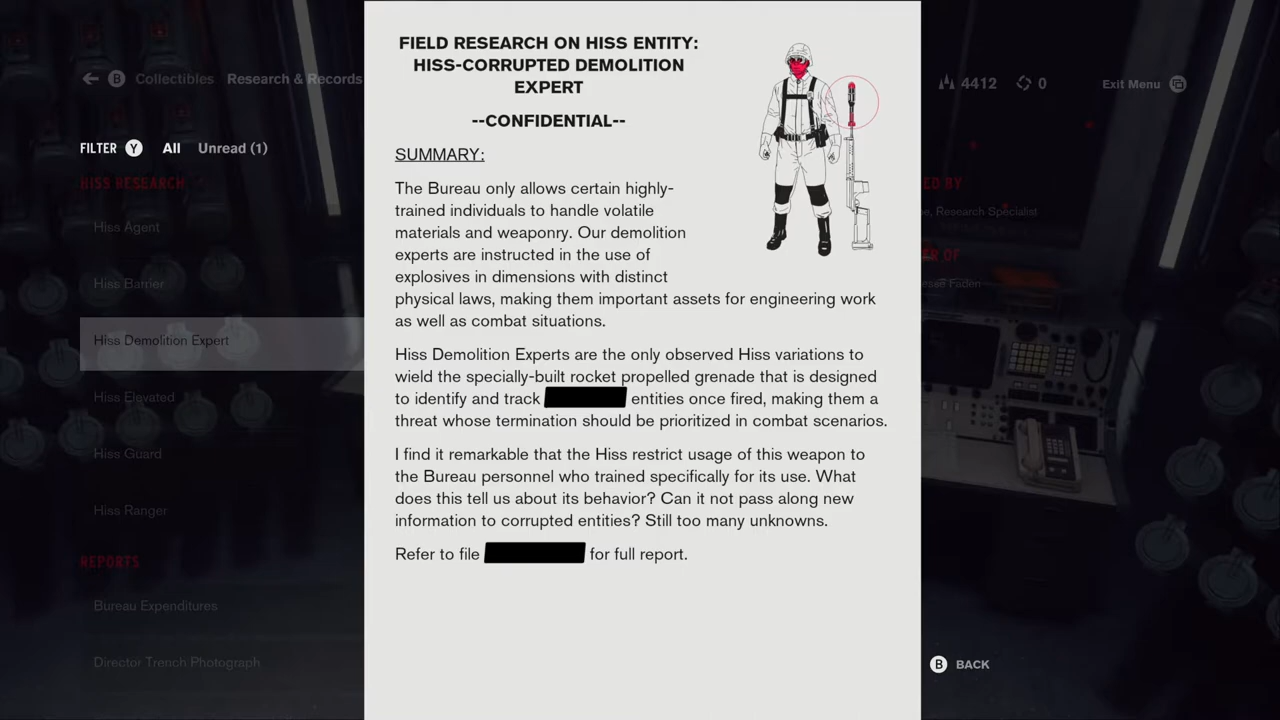 FIELD RESEARCH ON HISS ENTITY:
HISS-CORRUPTED DEMOLITION
EXPERT
--CONFIDENTIAL--
SUMMARY:
The Bureau only allows certain highly-
trained individuals to handle volatile
materials and weaponry. Our demolition
experts are instructed in the use of
explosives in dimensions with distinct
physical laws, making them important assets for engineering work
as well as combat situations.
Hiss Demolition Experts are the only observed Hiss variations to
wield the specially-built rocket propelled grenade that is designed
to identify and track entities once fired, making them a
threat whose termination should be prioritized in combat scenarios.
I find it remarkable that the Hiss restrict usage of this weapon to
the Bureau personnel who trained specifically for its use. What
does this tell us about its behavior? Can it not pass along new
information to corrupted entities? Still too many unknowns.
Refer to file for full report.
B Collectibles Research & Records
FILTER Y All Unread (1)
HISS RESEARCH
Hiss Agent
Hiss Barrier
Hiss Demolition Expert
Hiss Elevated
Hiss Guard
Hiss Ranger
REPORTS
Bureau Expenditures
Director Trench Photograph
4412 0 Exit Menu
ED BY
e, Research Specialist
ER OF
esse Faden
B BACK